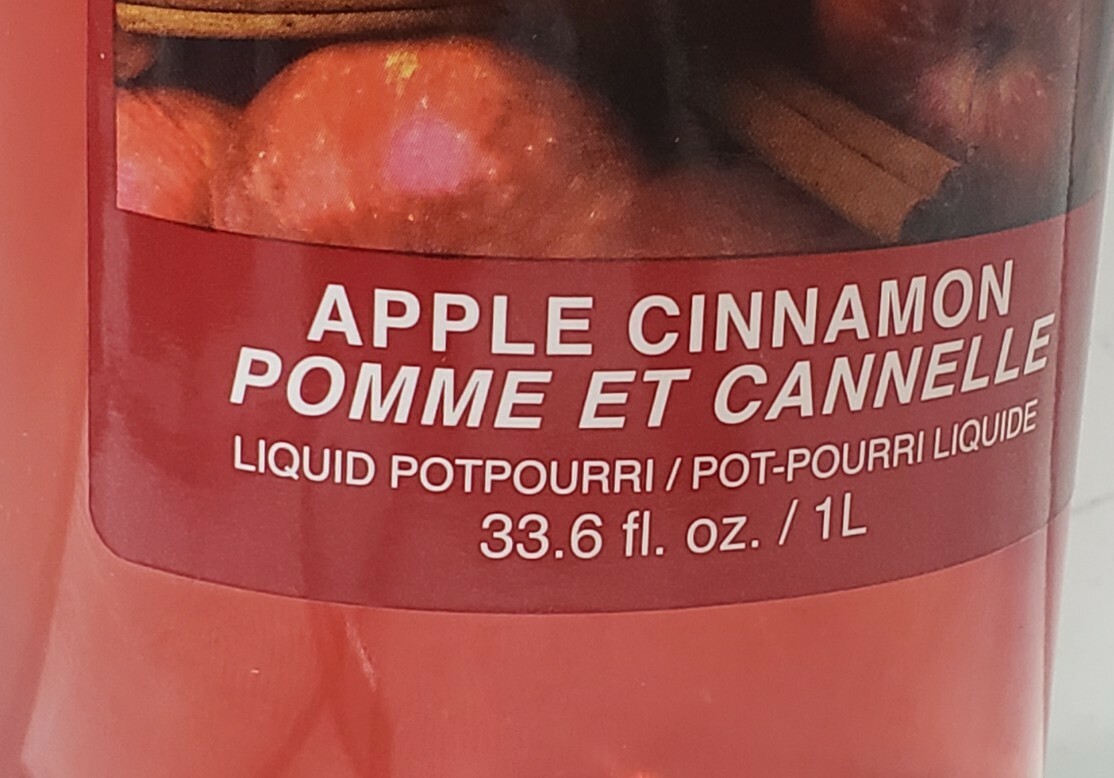 APPLE CINNAMON
POMME ET CANNELLE
LIQUID POTPOURRI / POT-POURRI LIQUIDE
33.6 fl. oz. / 1L